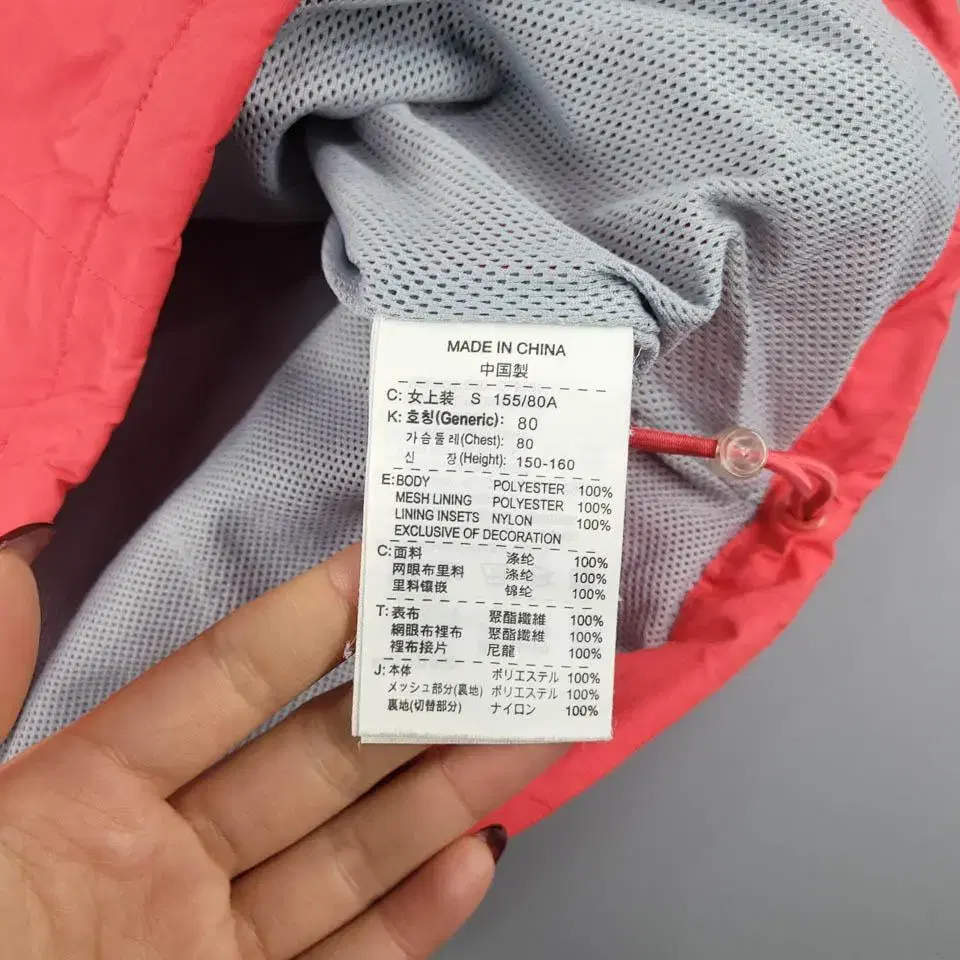 MADE IN CHINA
中国製
C: 女上装 S 155/80A
K: 호칭(Generic): 80
가슴둘레(Chest): 80
신 장(Height): 150-160
E: BODY POLYESTER 100%
MESH LINING POLYESTER 100%
LINING INSETS NYLON 100%
EXCLUSIVE OF DECORATION
C: 面料 涤纶 100%
网眼布里料 涤纶 100%
里料镶嵌 锦纶 100%
T: 表布 聚酯纖維 100%
網眼布裡布 聚酯纖維 100%
裡布接片 尼龍 100%
J: 本体 ポリエステル 100%
メッシュ部分(裏地) ポリエステル 100%
裏地(切替部分) ナイロン 100%